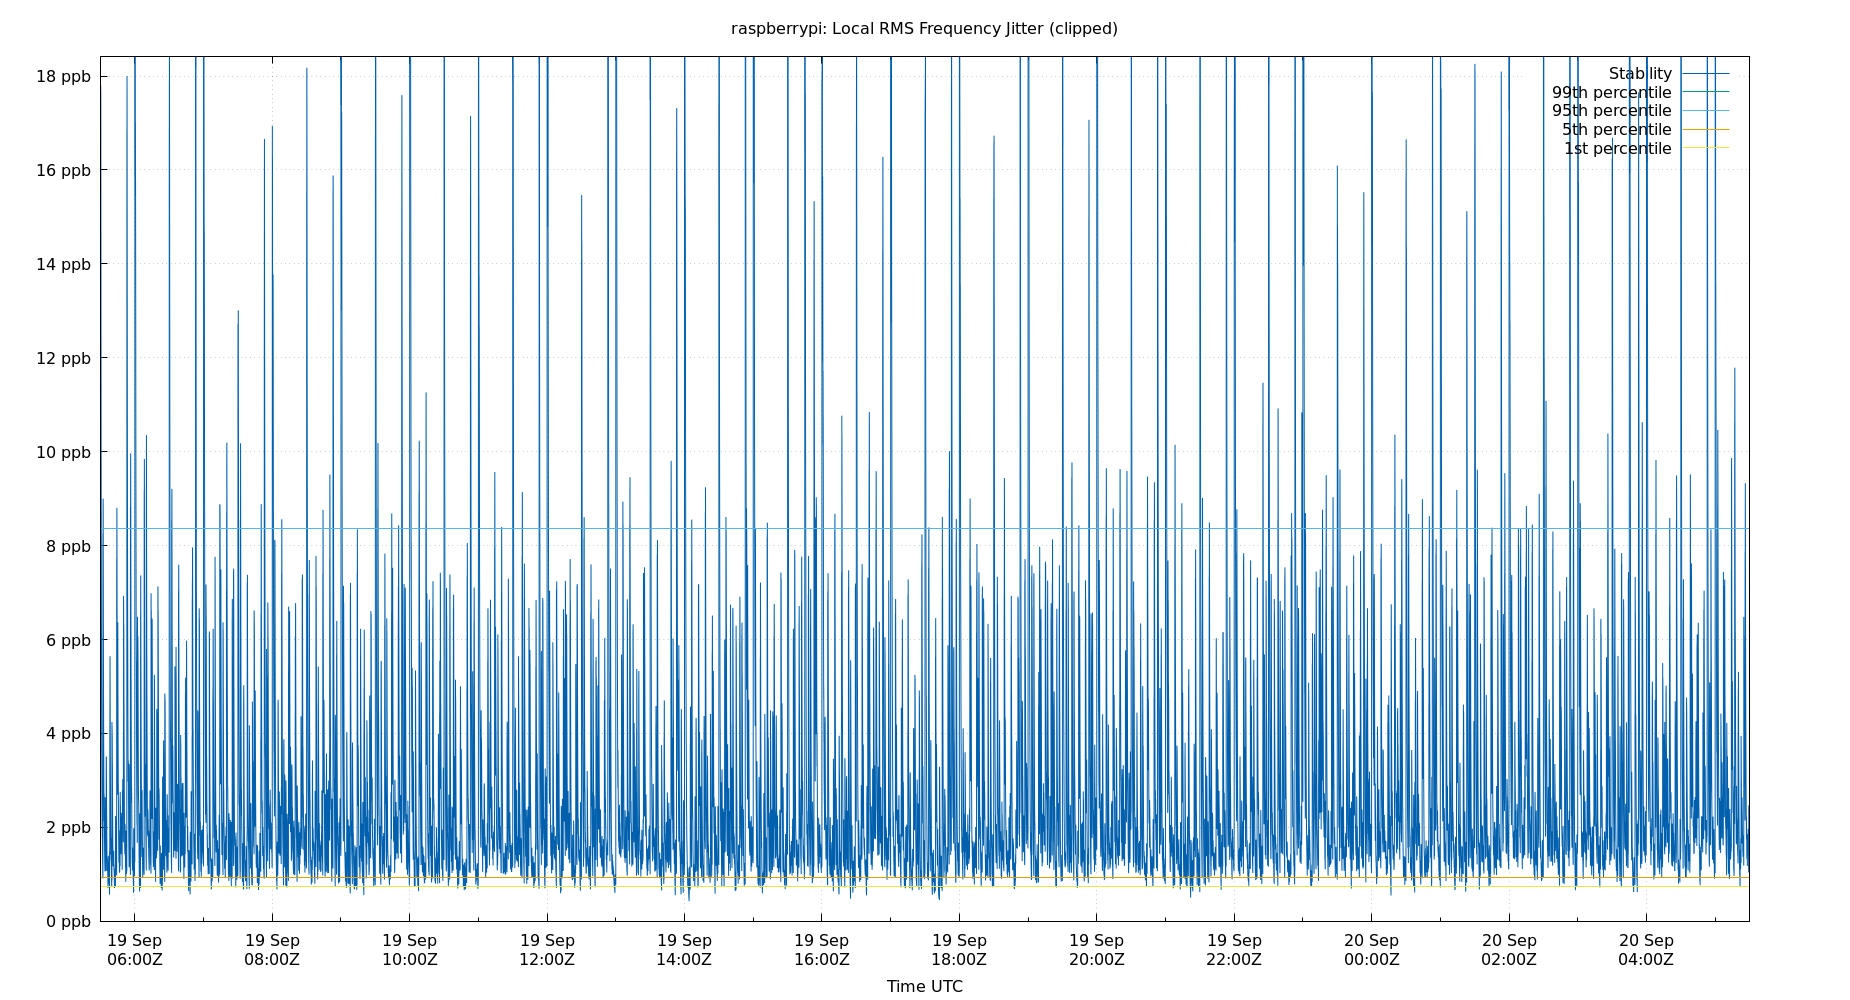 raspberrypi: Local RMS Frequency Jitter (clipped)
18 ppb
16 ppb
14 ppb
12 ppb
10 ppb
8 ppb
6 ppb
4 ppb
2 ppb
0 ppb
Stability
99th percentile
95th percentile
5th percentile
1st percentile
19 Sep 19 Sep 19 Sep 19 Sep 19 Sep 19 Sep 19 Sep 19 Sep 19 Sep 20 Sep 20 Sep 20 Sep
06:00Z 08:00Z 10:00Z 12:00Z 14:00Z 16:00Z 18:00Z 20:00Z 22:00Z 00:00Z 02:00Z 04:00Z
Time UTC